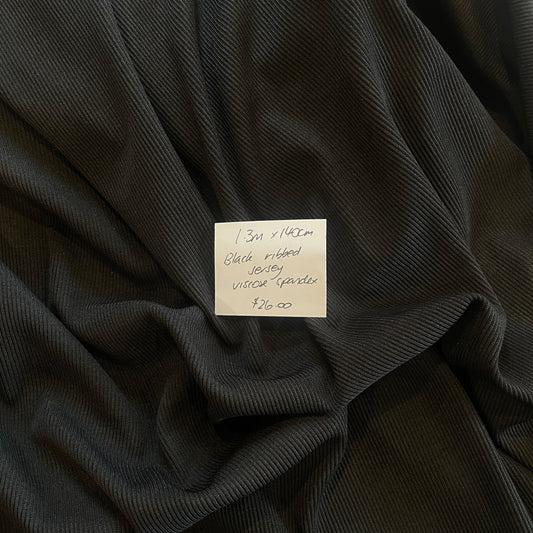 1.3m x 140cm
Black ribbed
jersey
viscose spandex
$26.00